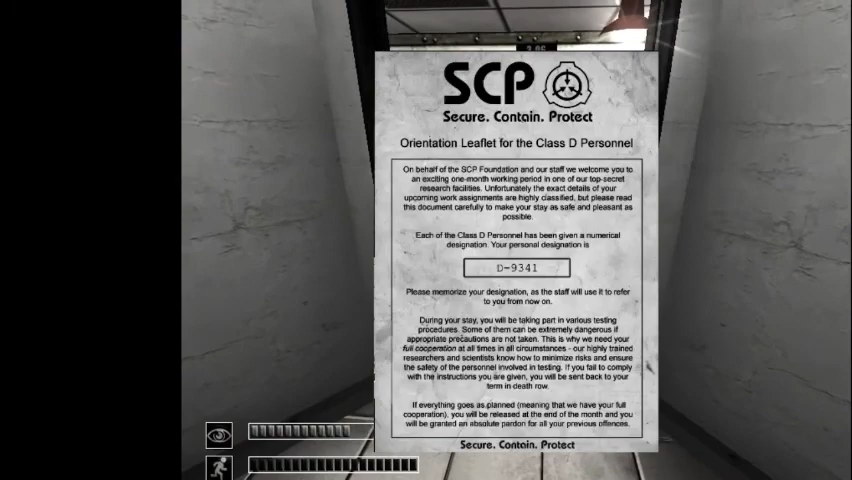 SCP
Secure. Contain. Protect
Orientation Leaflet for the Class D Personnel
On behalf of the SCP Foundation and our staff we welcome you to
an exciting one-month working period in one of our top-secret
research facilities. Unfortunately the exact details of your
upcoming work assignments are highly classified, but please read
this document carefully to make your stay as safe and pleasant as
possible.
Each of the Class D Personnel has been given a numerical
designation. Your personal designation is
D-9341
Please memorize your designation, as the staff will use it to refer
to you from now on.
During your stay, you will be taking part in various testing
procedures. Some of them can be extremely dangerous if
appropriate precautions are not taken. This is why we need your
full cooperation at all times in all circumstances - our highly trained
researchers and scientists know how to minimize risks and ensure
the safety of the personnel involved in testing. If you fail to comply
with the instructions you are given, you will be sent back to your
term in death row.
If everything goes as planned (meaning that we have your full
cooperation), you will be released at the end of the month and you
will be granted an absolute pardon for all your previous offences.
Secure. Contain. Protect